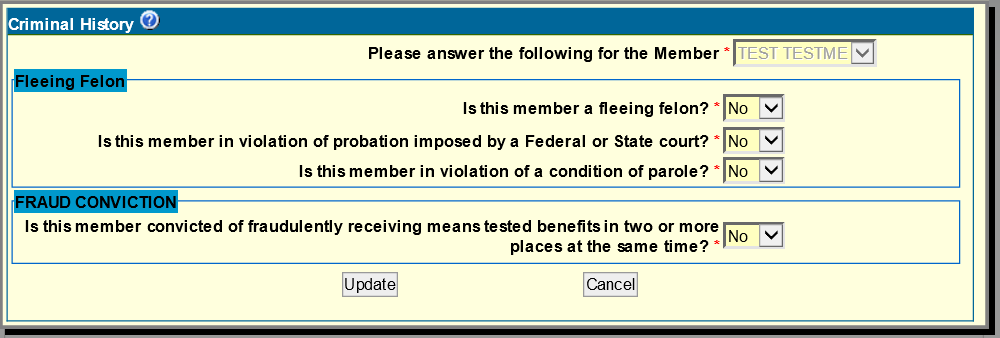 Criminal History ?
Please answer the following for the Member * TEST TESTME
Fleeing Felon
Is this member a fleeing felon? * No
Is this member in violation of probation imposed by a Federal or State court? * No
Is this member in violation of a condition of parole? * No
FRAUD CONVICTION
Is this member convicted of fraudulently receiving means tested benefits in two or more
places at the same time? * No
Update Cancel